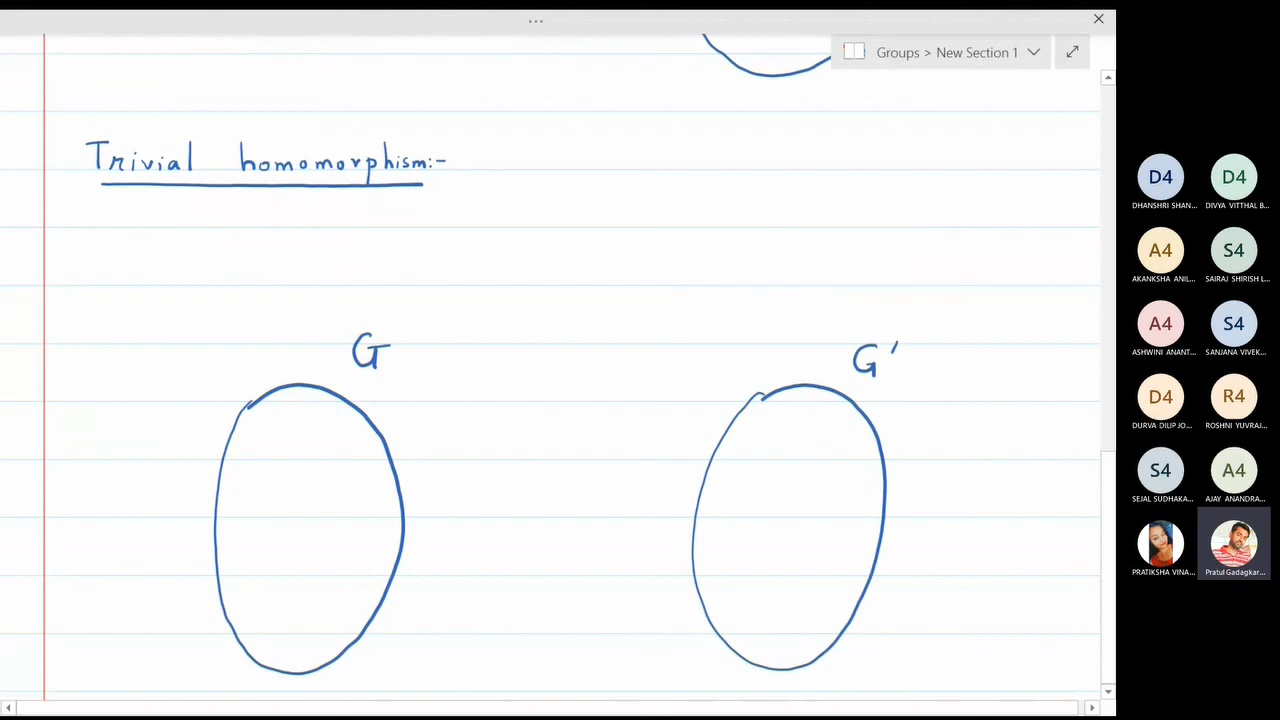 ...
Groups > New Section 1
Trivial homomorphism:-
G
G'
D4
DHANSHRI SHAN...
D4
DIVYA VITTHAL B...
A4
AKANKSHA ANIL...
S4
SAIRAJ SHIRISH L...
A4
ASHWINI ANANT...
S4
SANJANA VIVEK...
D4
DURVA DILIP JO...
R4
ROSHNI YUVRAJ...
S4
SEJAL SUDHAKA...
A4
AJAY ANANDRA...
PRATIKSHA VINA...
Pratul Gadagkar...